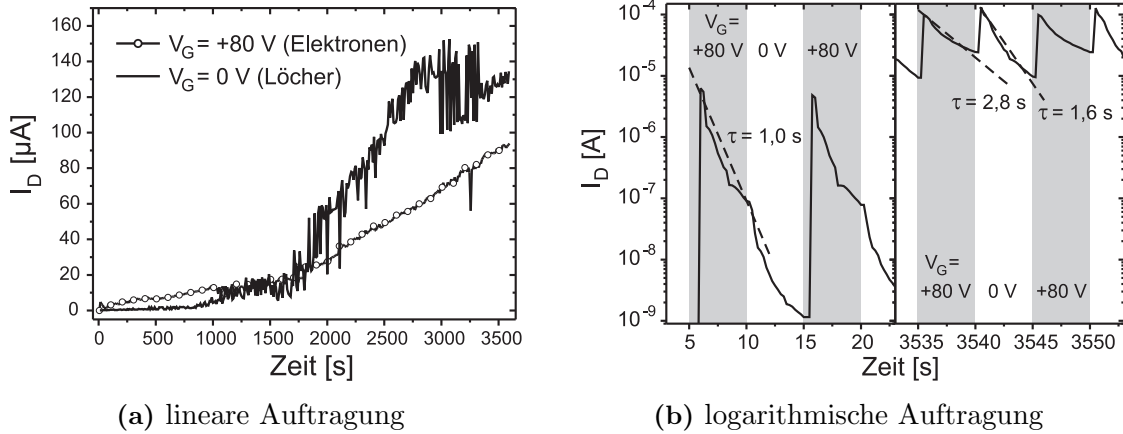 160
140
120
100
80
60
40
20
0
I_D [µA]
V_G = +80 V (Elektronen)
V_G = 0 V (Löcher)
0 500 1000 1500 2000 2500 3000 3500
Zeit [s]
(a) lineare Auftragung
10^-4
10^-5
10^-6
10^-7
10^-8
10^-9
I_D [A]
V_G =
+80 V 0 V +80 V
τ = 1,0 s
τ = 2,8 s
τ = 1,6 s
V_G =
+80 V 0 V +80 V
5 10 15 20 3535 3540 3545 3550
Zeit [s]
(b) logarithmische Auftragung